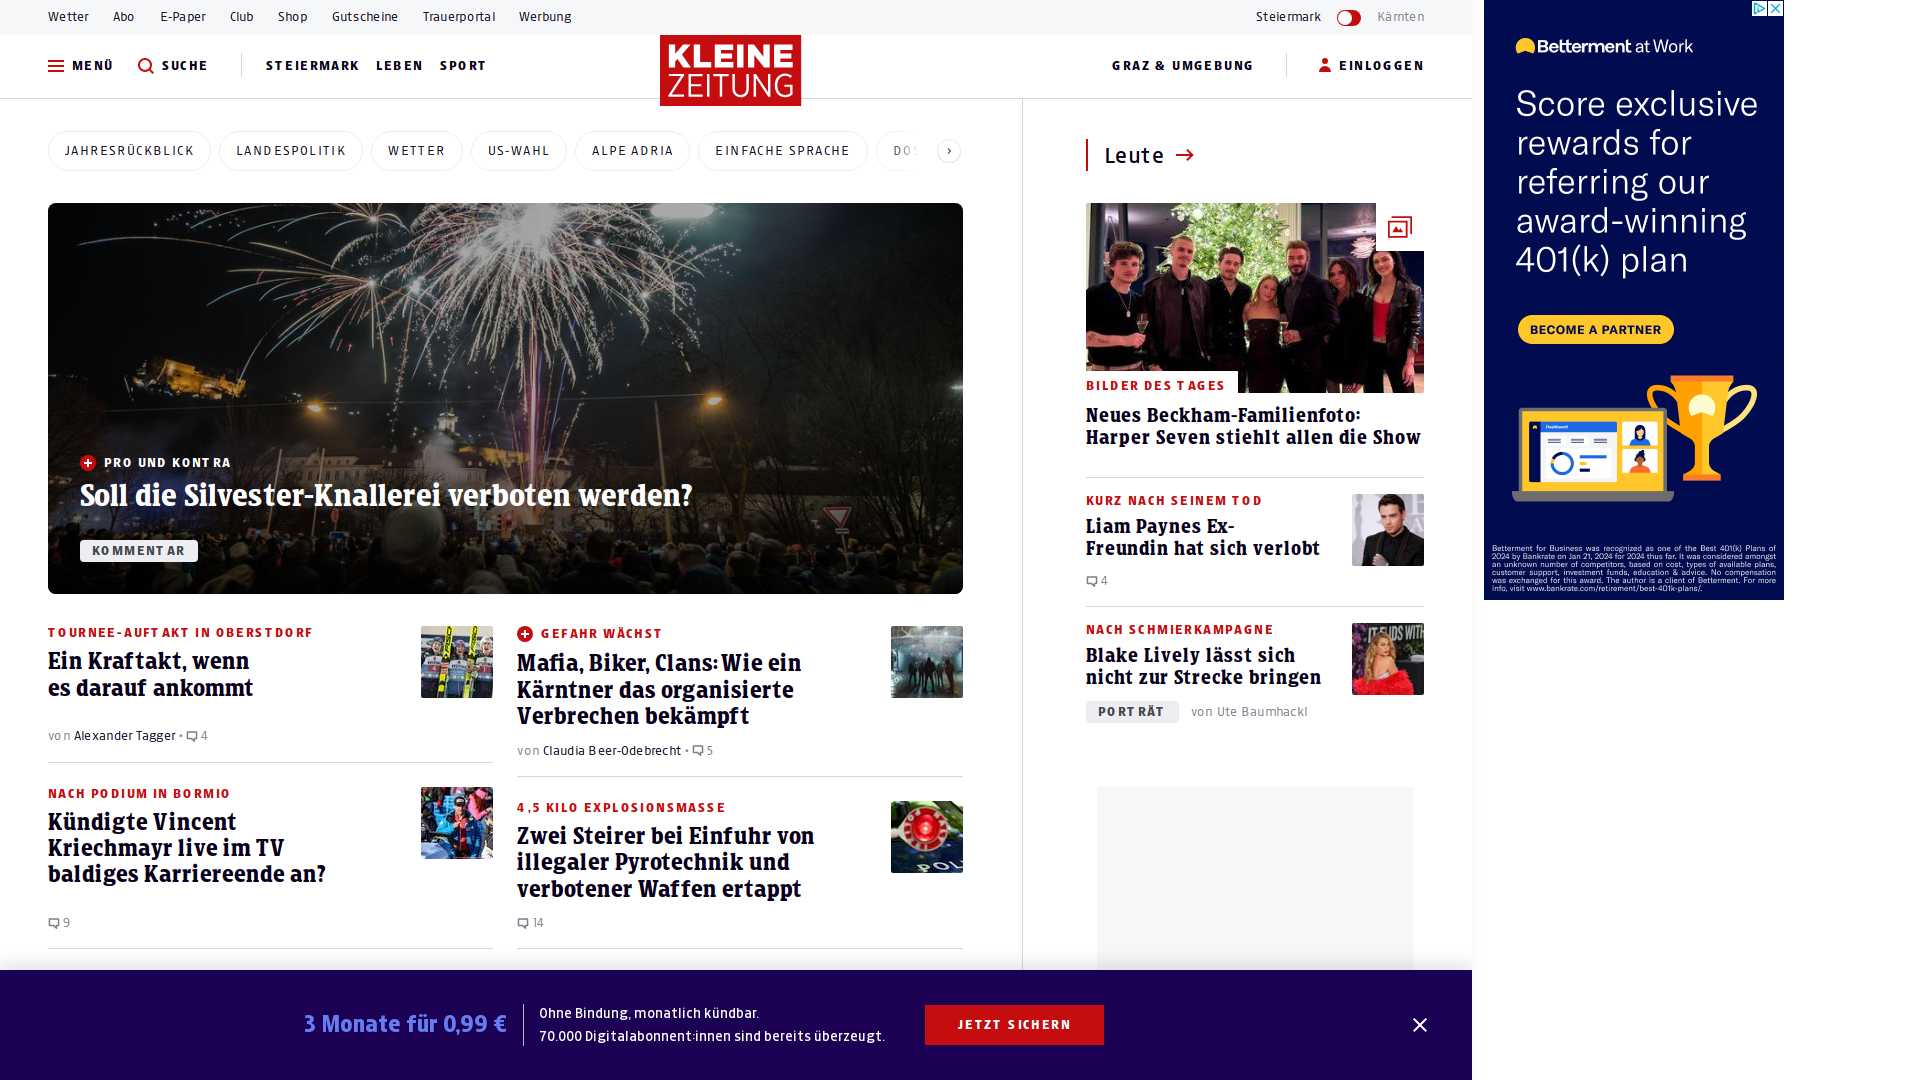 Wetter Abo E-Paper Club Shop Gutscheine Trauerportal Werbung
Steiermark Kärnten
MENÜ SUCHE STEIERMARK LEBEN SPORT
KLEINE
ZEITUNG
GRAZ & UMGEBUNG EINLOGGEN
JAHRESRÜCKBLICK LANDESPOLITIK WETTER US-WAHL ALPE ADRIA EINFACHE SPRACHE
PRO UND KONTRA
Soll die Silvester-Knallerei verboten werden?
KOMMENTAR
TOURNEE-AUFTAKT IN OBERSTDORF
Ein Kraftakt, wenn
es darauf ankommt
von Alexander Tagger • 4
NACH PODIUM IN BORMIO
Kündigte Vincent
Kriechmayr live im TV
baldiges Karriereende an?
9
GEFAHR WÄCHST
Mafia, Biker, Clans: Wie ein
Kärntner das organisierte
Verbrechen bekämpft
von Claudia Beer-Odebrecht • 5
4,5 KILO EXPLOSIONSMASSE
Zwei Steirer bei Einfuhr von
illegaler Pyrotechnik und
verbotener Waffen ertappt
14
Leute
BILDER DES TAGES
Neues Beckham-Familienfoto:
Harper Seven stiehlt allen die Show
KURZ NACH SEINEM TOD
Liam Paynes Ex-
Freundin hat sich verlobt
4
NACH SCHMIERKAMPAGNE
Blake Lively lässt sich
nicht zur Strecke bringen
PORTRÄT von Ute Baumhackl
3 Monate für 0,99 €
Ohne Bindung, monatlich kündbar.
70.000 Digitalabonnent:innen sind bereits überzeugt.
JETZT SICHERN
Betterment at Work
Score exclusive
rewards for
referring our
award-winning
401(k) plan
BECOME A PARTNER
Betterment for Business was recognized as one of the Best 401(k) Plans of
2024 by Bankrate on Jan 21, 2024 for 2024 thus far. It was considered amongst
an unknown number of competitors, based on cost, types of available plans,
customer support, investment funds, education & advice. No compensation
was exchanged for this award. The author is a client of Betterment. For more
info, visit www.bankrate.com/retirement/best-401k-plans/.